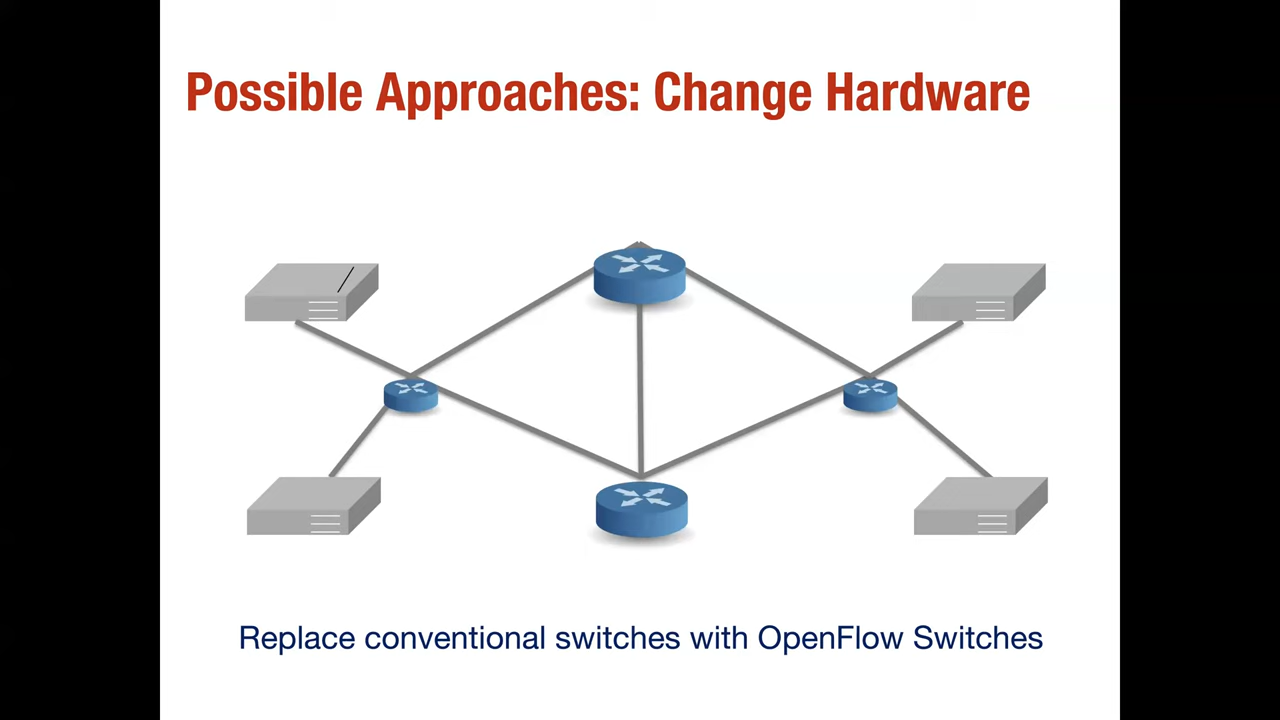 Possible Approaches: Change Hardware
Replace conventional switches with OpenFlow Switches